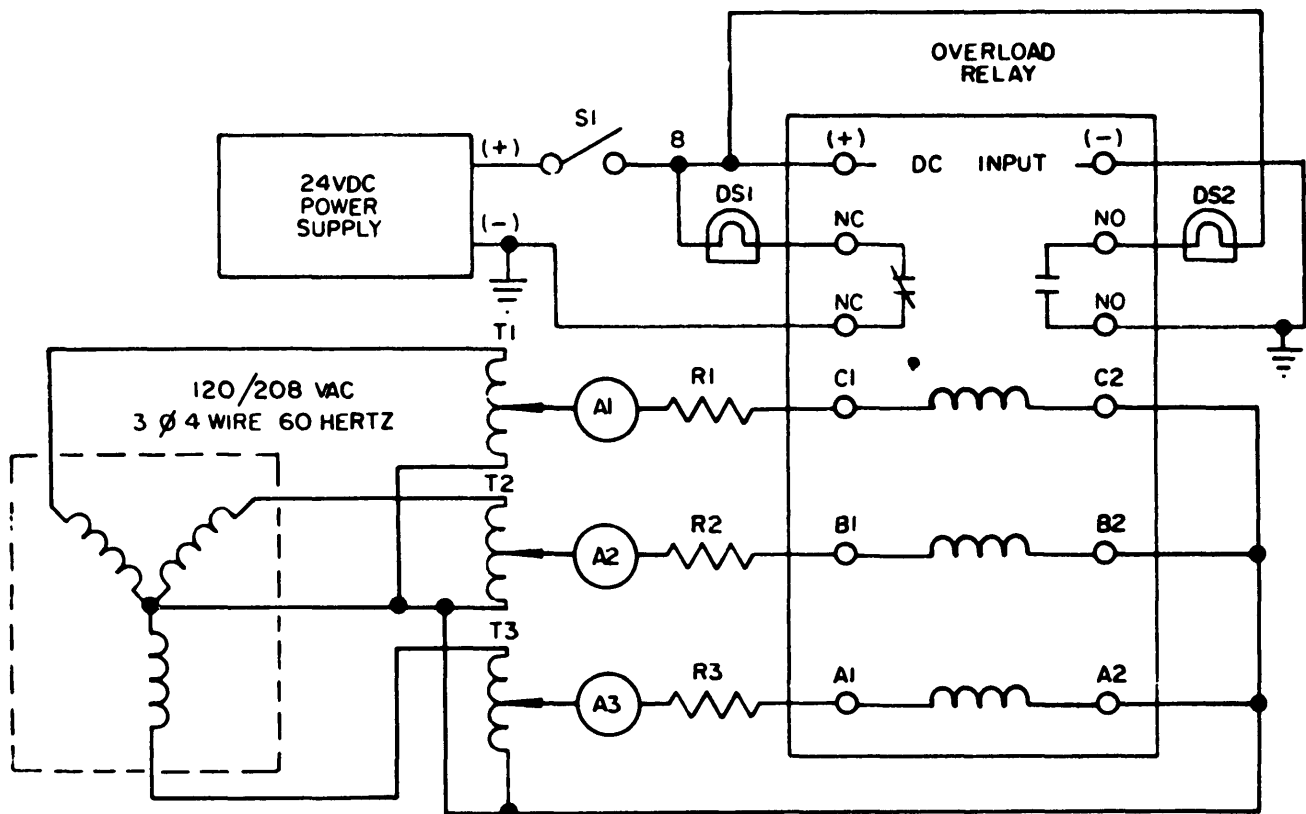 OVERLOAD
RELAY
S1
8
(+)
(+)
DC INPUT
(-)
24VDC
POWER
SUPPLY
(-)
DS1
NC
NO
DS2
NC
NO
T1
120/208 VAC
3 Ø 4 WIRE 60 HERTZ
A1
R1
C1
C2
T2
A2
R2
B1
B2
T3
A3
R3
A1
A2